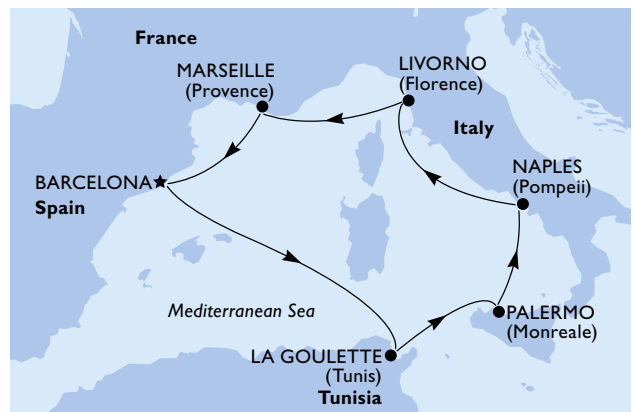 France
MARSEILLE
(Provence)
LIVORNO
(Florence)
Italy
NAPLES
(Pompeii)
BARCELONA
Spain
Mediterranean Sea
PALERMO
(Monreale)
LA GOULETTE
(Tunis)
Tunisia